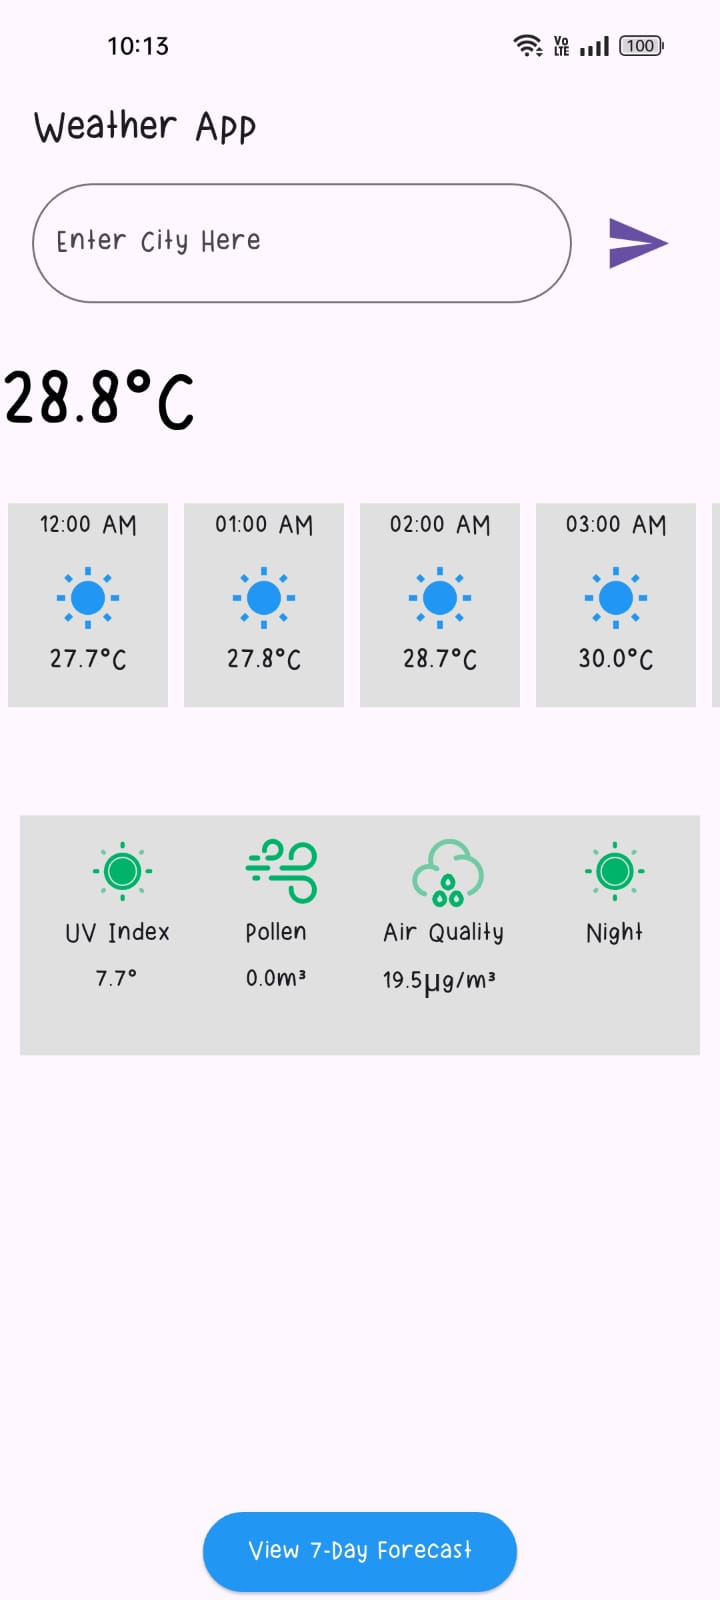 10:13 Vo LTE 100
Weather App
Enter City Here
28.8°C
12:00 AM 01:00 AM 02:00 AM 03:00 AM
27.7°C 27.8°C 28.7°C 30.0°C
UV Index Pollen Air Quality Night
7.7° 0.0m³ 19.5µg/m³
View 7-Day Forecast